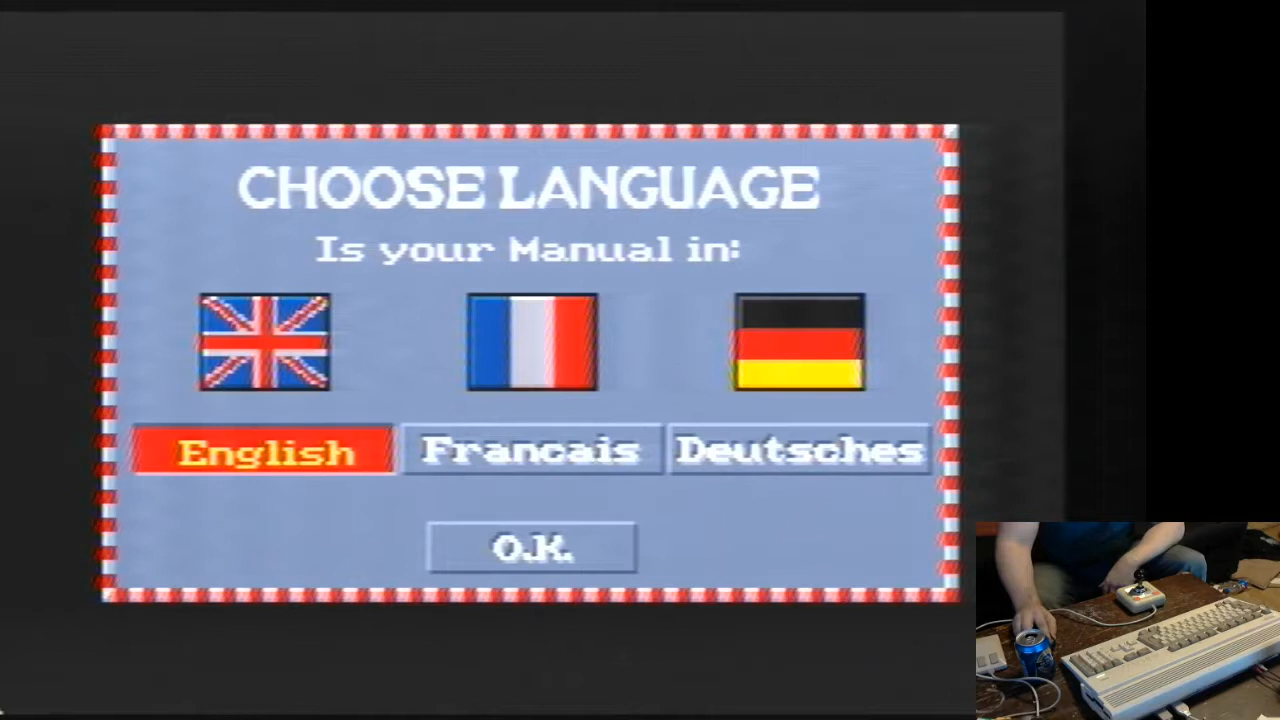 CHOOSE LANGUAGE
Is your Manual in:
English Francais Deutsches
O.K.